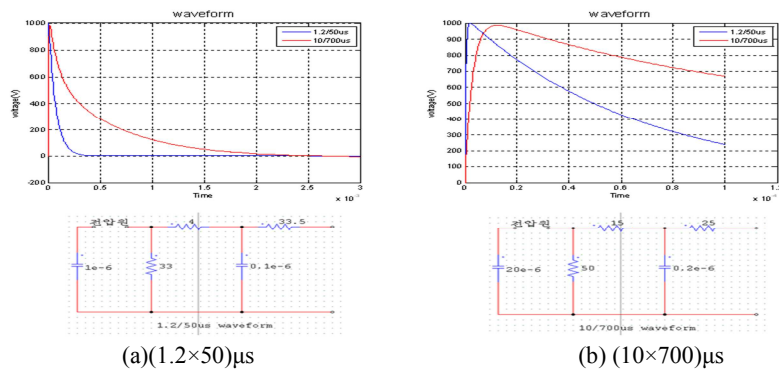 waveform
1000
800
600
400
200
0
-200
voltage(V)
1.2/50us
10/700us
0 0.5 1 1.5 2 2.5 3
Time
x 10
waveform
1000
900
800
700
600
500
400
300
200
100
0
voltage(V)
1.2/50us
10/700us
0 0.2 0.4 0.6 0.8 1 1.2
Time
x 10
전압원 4 33.5
1e-6 33 0.1e-6
1.2/50us waveform
전압원 15 25
20e-6 50 0.2e-6
10/700us waveform
(a)(1.2×50)μs
(b) (10×700)μs